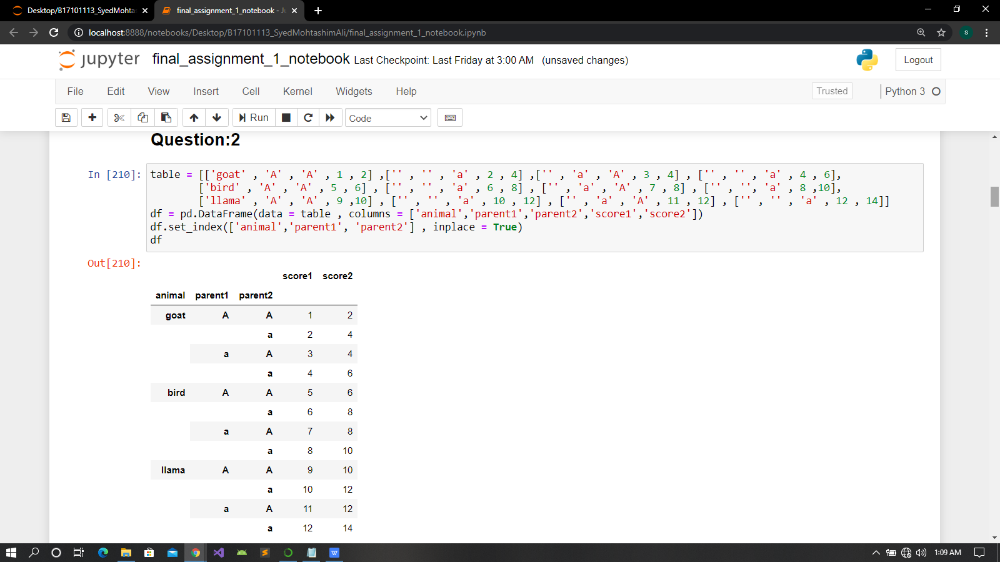 Desktop/B17101113_SyedMohta
final_assignment_1_notebook - Ju
localhost:8888/notebooks/Desktop/B17101113_SyedMohtashimAli/final_assignment_1_notebook.ipynb
S
jupyter final_assignment_1_notebook Last Checkpoint: Last Friday at 3:00 AM (unsaved changes)
Logout
File Edit View Insert Cell Kernel Widgets Help Trusted Python 3
Run Code
Question:2
In [210]: table = [['goat' , 'A' , 'A' , 1 , 2] ,['' , '' , 'a' , 2 , 4] ,['' , 'a' , 'A' , 3 , 4] , ['' , '' , 'a' , 4 , 6],
['bird' , 'A' , 'A' , 5 , 6] , ['' , '' , 'a' , 6 , 8] , ['' , 'a' , 'A' , 7 , 8] , ['' , '', 'a' , 8 ,10],
['llama' , 'A' , 'A' , 9 ,10] , ['' , '' , 'a' , 10 , 12] , ['' , 'a' , 'A' , 11 , 12] , ['' , '' , 'a' , 12 , 14]]
df = pd.DataFrame(data = table , columns = ['animal','parent1','parent2','score1','score2'])
df.set_index(['animal','parent1', 'parent2'] , inplace = True)
df
Out[210]:
score1 score2
animal parent1 parent2
goat A A 1 2
a 2 4
a A 3 4
a 4 6
bird A A 5 6
a 6 8
a A 7 8
a 8 10
llama A A 9 10
a 10 12
a A 11 12
a 12 14
1:09 AM